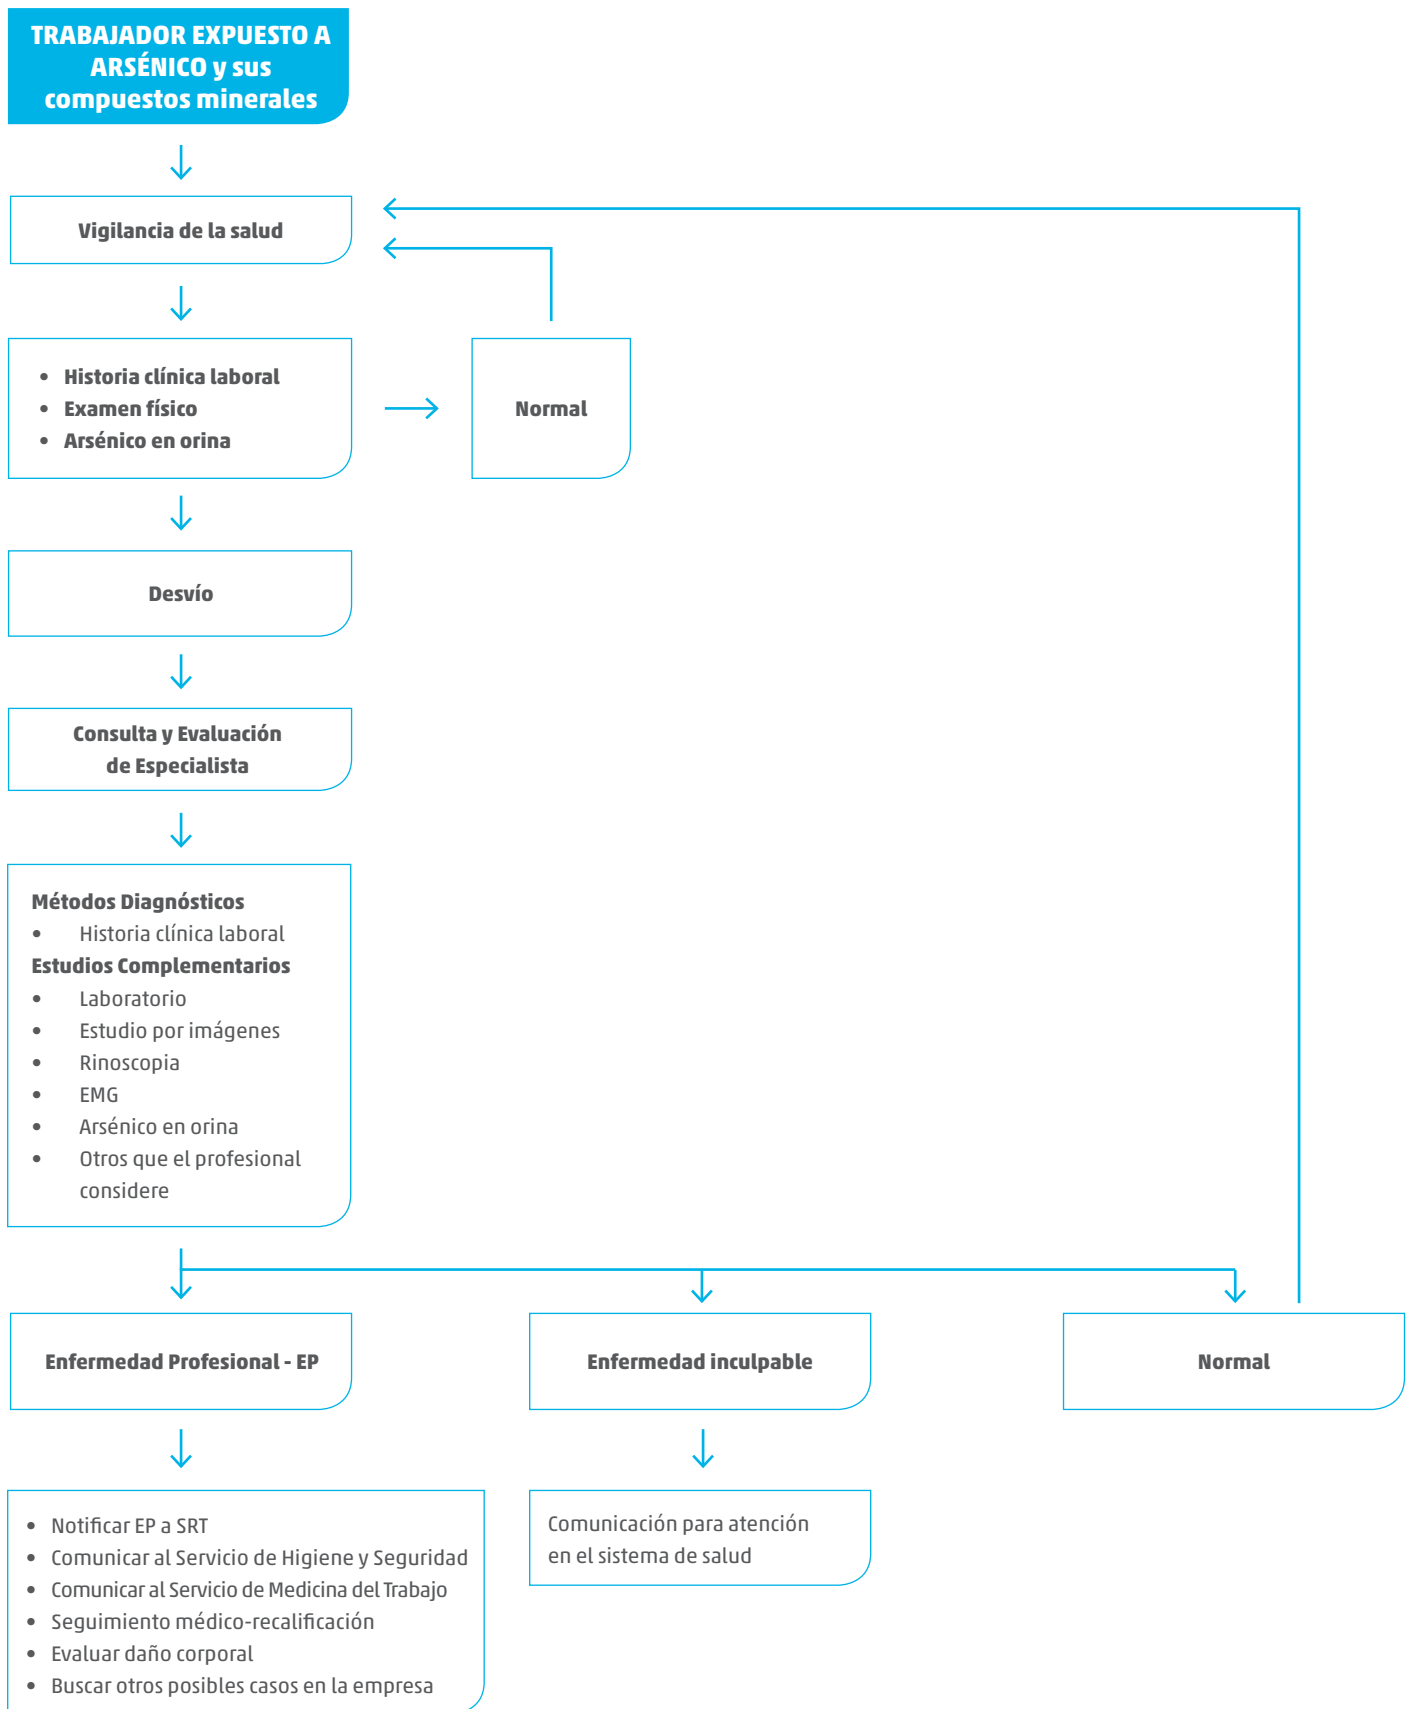 TRABAJADOR EXPUESTO A
ARSÉNICO y sus
compuestos minerales
Vigilancia de la salud
• Historia clínica laboral
• Examen físico
• Arsénico en orina
Normal
Desvío
Consulta y Evaluación
de Especialista
Métodos Diagnósticos
• Historia clínica laboral
Estudios Complementarios
• Laboratorio
• Estudio por imágenes
• Rinoscopia
• EMG
• Arsénico en orina
• Otros que el profesional
considere
Enfermedad Profesional - EP
Enfermedad inculpable
Normal
• Notificar EP a SRT
• Comunicar al Servicio de Higiene y Seguridad
• Comunicar al Servicio de Medicina del Trabajo
• Seguimiento médico-recalificación
• Evaluar daño corporal
• Buscar otros posibles casos en la empresa
Comunicación para atención
en el sistema de salud